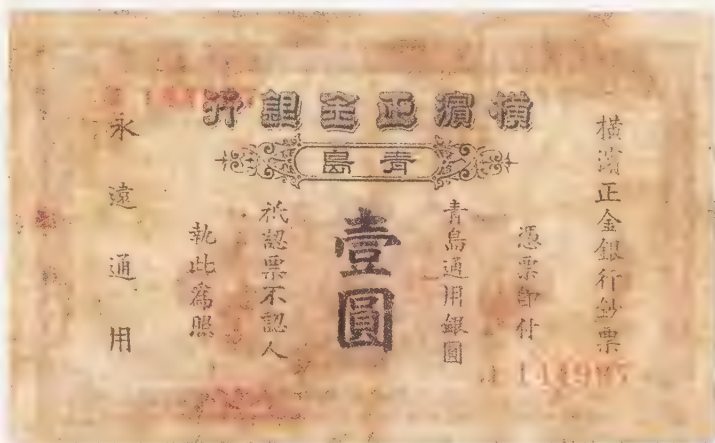 橫濱正金銀行
青島
橫濱正金銀行鈔票
憑票即付
青島通用銀圓
壹圓
祇認票不認人
執此爲照
永遠通用